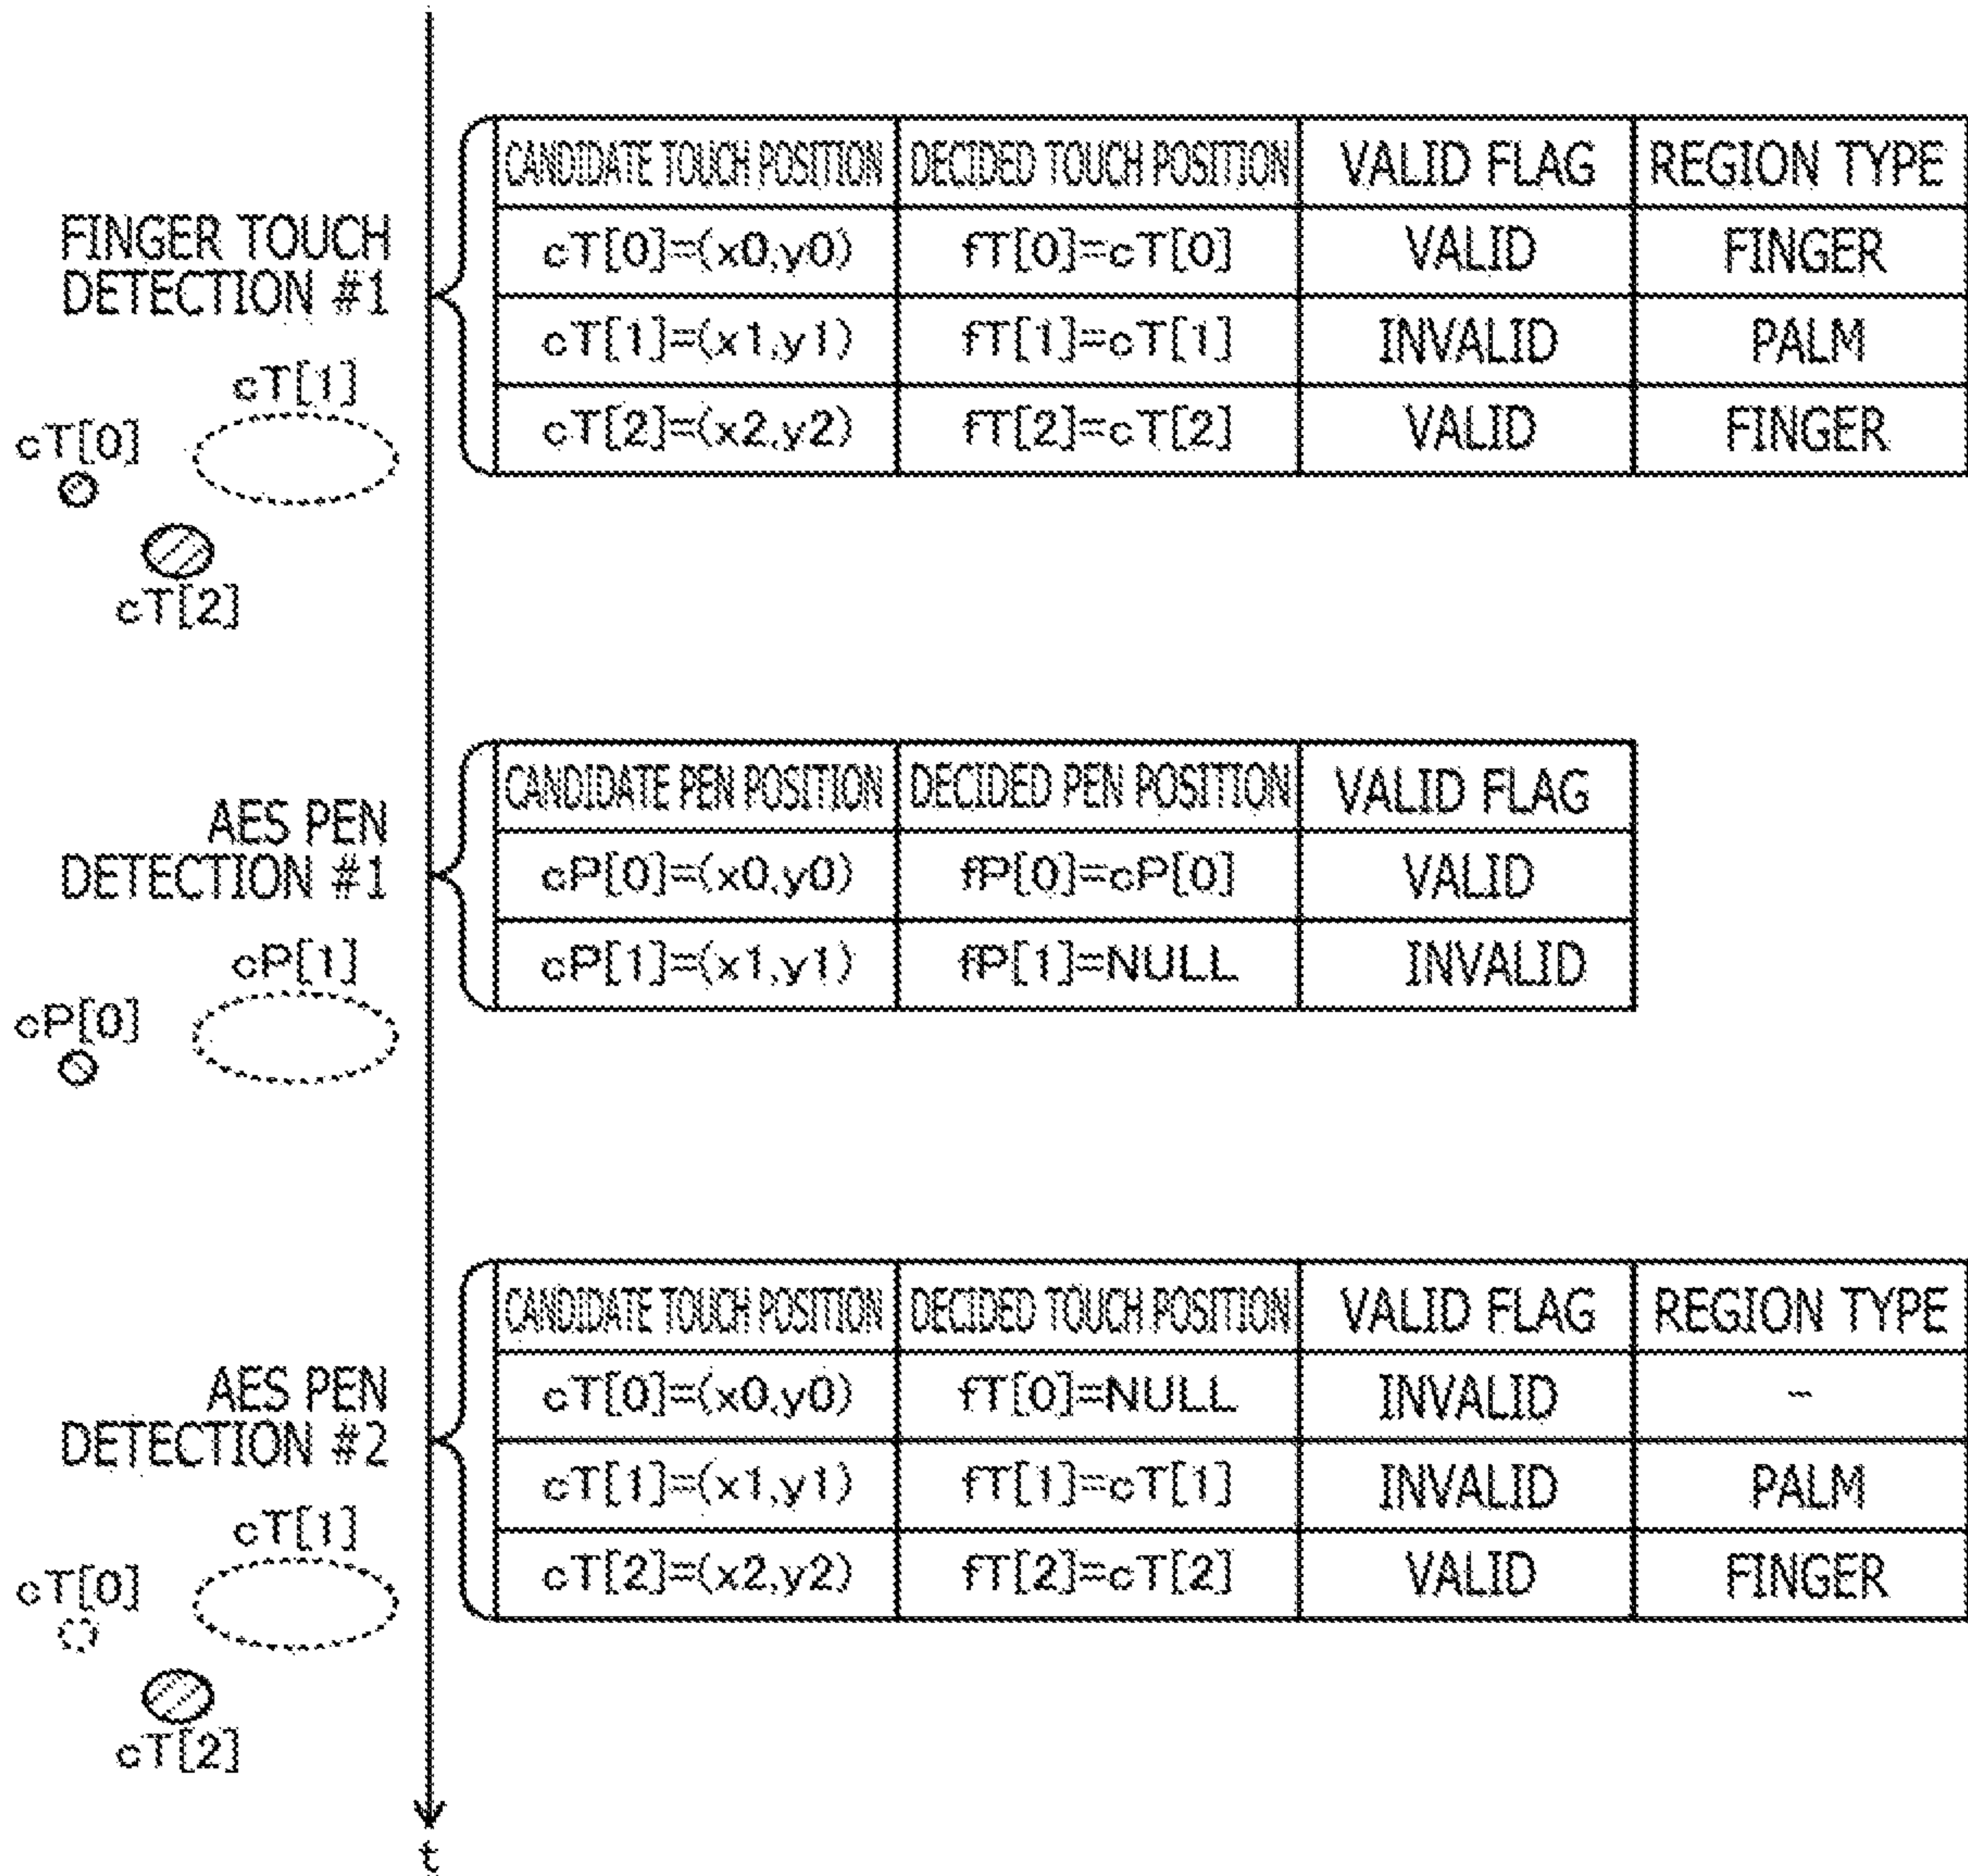 FINGER TOUCH
DETECTION #1
cT[1]
cT[0]
cT[2]
CANDIDATE TOUCH POSITION DECIDED TOUCH POSITION VALID FLAG REGION TYPE
cT[0]=(x0,y0) fT[0]=cT[0] VALID FINGER
cT[1]=(x1,y1) fT[1]=cT[1] INVALID PALM
cT[2]=(x2,y2) fT[2]=cT[2] VALID FINGER
AES PEN
DETECTION #1
cP[1]
cP[0]
CANDIDATE PEN POSITION DECIDED PEN POSITION VALID FLAG
cP[0]=(x0,y0) fP[0]=cP[0] VALID
cP[1]=(x1,y1) fP[1]=NULL INVALID
AES PEN
DETECTION #2
cT[1]
cT[0]
cT[2]
CANDIDATE TOUCH POSITION DECIDED TOUCH POSITION VALID FLAG REGION TYPE
cT[0]=(x0,y0) fT[0]=NULL INVALID -
cT[1]=(x1,y1) fT[1]=cT[1] INVALID PALM
cT[2]=(x2,y2) fT[2]=cT[2] VALID FINGER
t